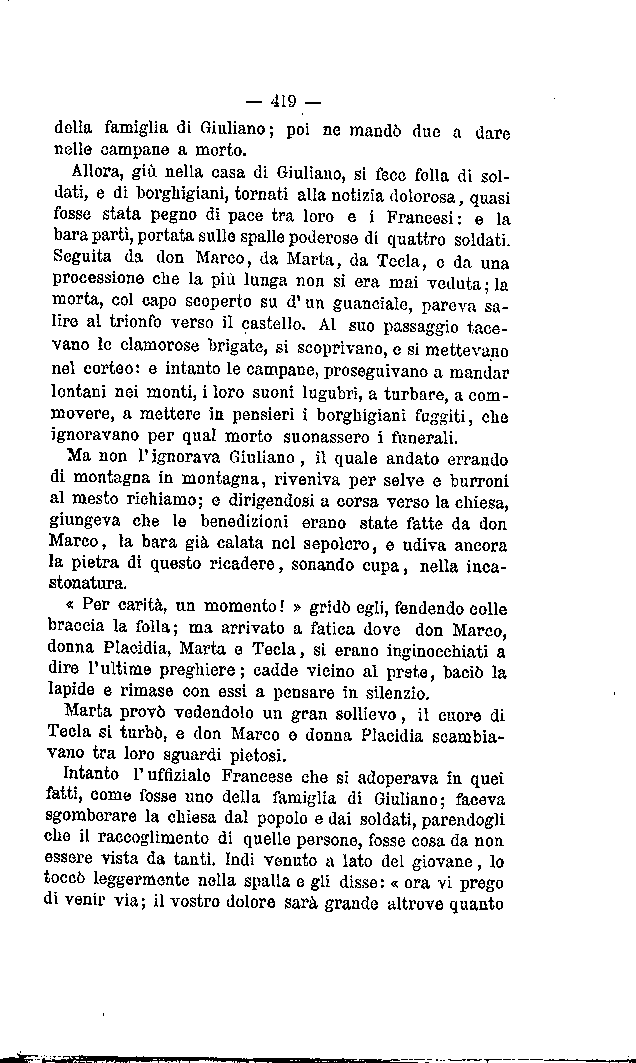 — 419 —
della famiglia di Giuliano; poi ne mandò due a dare
nelle campane a morto.
Allora, giù nella casa di Giuliano, si fece folla di sol-
dati, e di borghigiani, tornati alla notizia dolorosa, quasi
fosse stata pegno di pace tra loro e i Francesi: e la
bara partì, portata sulle spalle poderose di quattro soldati.
Seguita da don Marco, da Marta, da Tecla, e da una
processione che la più lunga non si era mai veduta; la
morta, col capo scoperto su d' un guanciale, pareva sa-
lire al trionfo verso il castello. Al suo passaggio tace-
vano le clamorose brigate, si scoprivano, e si mettevano
nel corteo: e intanto le campane, proseguivano a mandar
lontani nei monti, i loro suoni lugubri, a turbare, a com-
movere, a mettere in pensieri i borghigiani fuggiti, che
ignoravano per qual morto suonassero i funerali.
Ma non l' ignorava Giuliano, il quale andato errando
di montagna in montagna, riveniva per selve e burroni
al mesto richiamo; e dirigendosi a corsa verso la chiesa,
giungeva che le benedizioni erano state fatte da don
Marco, la bara già calata nel sepolcro, e udiva ancora
la pietra di questo ricadere, sonando cupa, nella inca-
stonatura.
« Per carità, un momento! » gridò egli, fendendo colle
braccia la folla; ma arrivato a fatica dove don Marco,
donna Placidia, Marta e Tecla, si erano inginocchiati a
dire l'ultime preghiere; cadde vicino al prete, baciò la
lapide e rimase con essi a pensare in silenzio.
Marta provò vedendolo un gran sollievo, il cuore di
Tecla si turbò, e don Marco e donna Placidia scambia-
vano tra loro sguardi pietosi.
Intanto l' uffiziale Francese che si adoperava in quei
fatti, come fosse uno della famiglia di Giuliano; faceva
sgomberare la chiesa dal popolo e dai soldati, parendogli
che il raccoglimento di quelle persone, fosse cosa da non
essere vista da tanti. Indi venuto a lato del giovane, lo
toccò leggermente nella spalla e gli disse: « ora vi prego
di venir via; il vostro dolore sarà grande altrove quanto